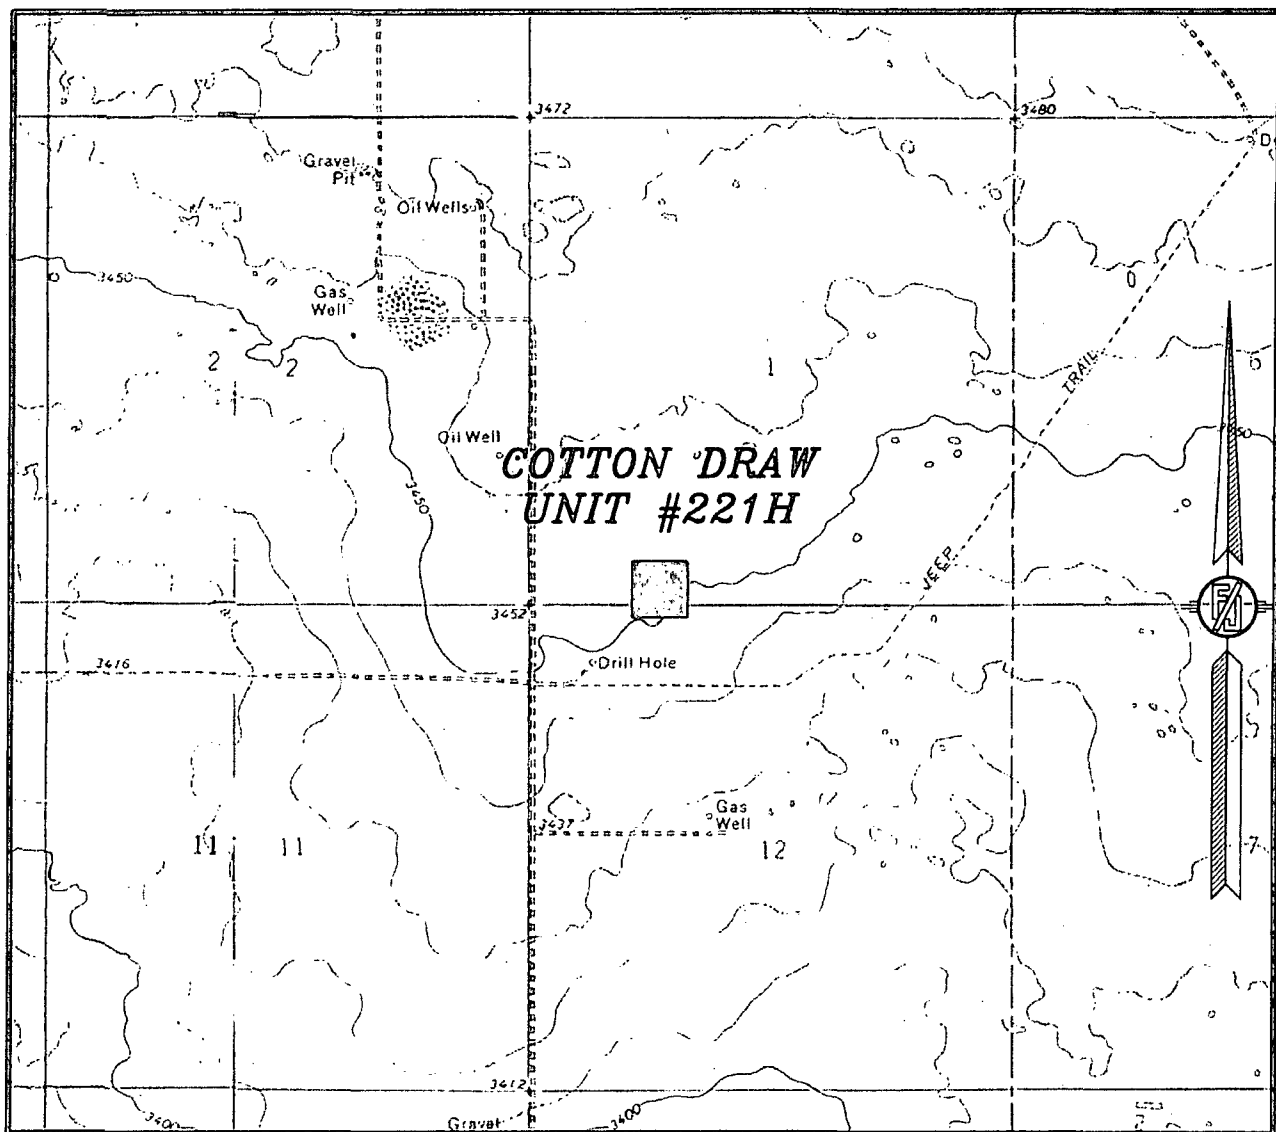 3472
3480
Gravel
Pit
Oil Wells
3450
Gas
Well
2
2
1
TRAIL
Oil Well
COTTON DRAW
UNIT #221H
3450
JEEP
3452
Drill Hole
3416
Gas
Well
3437
11
11
12
7
3412
3400
Gravel
3400